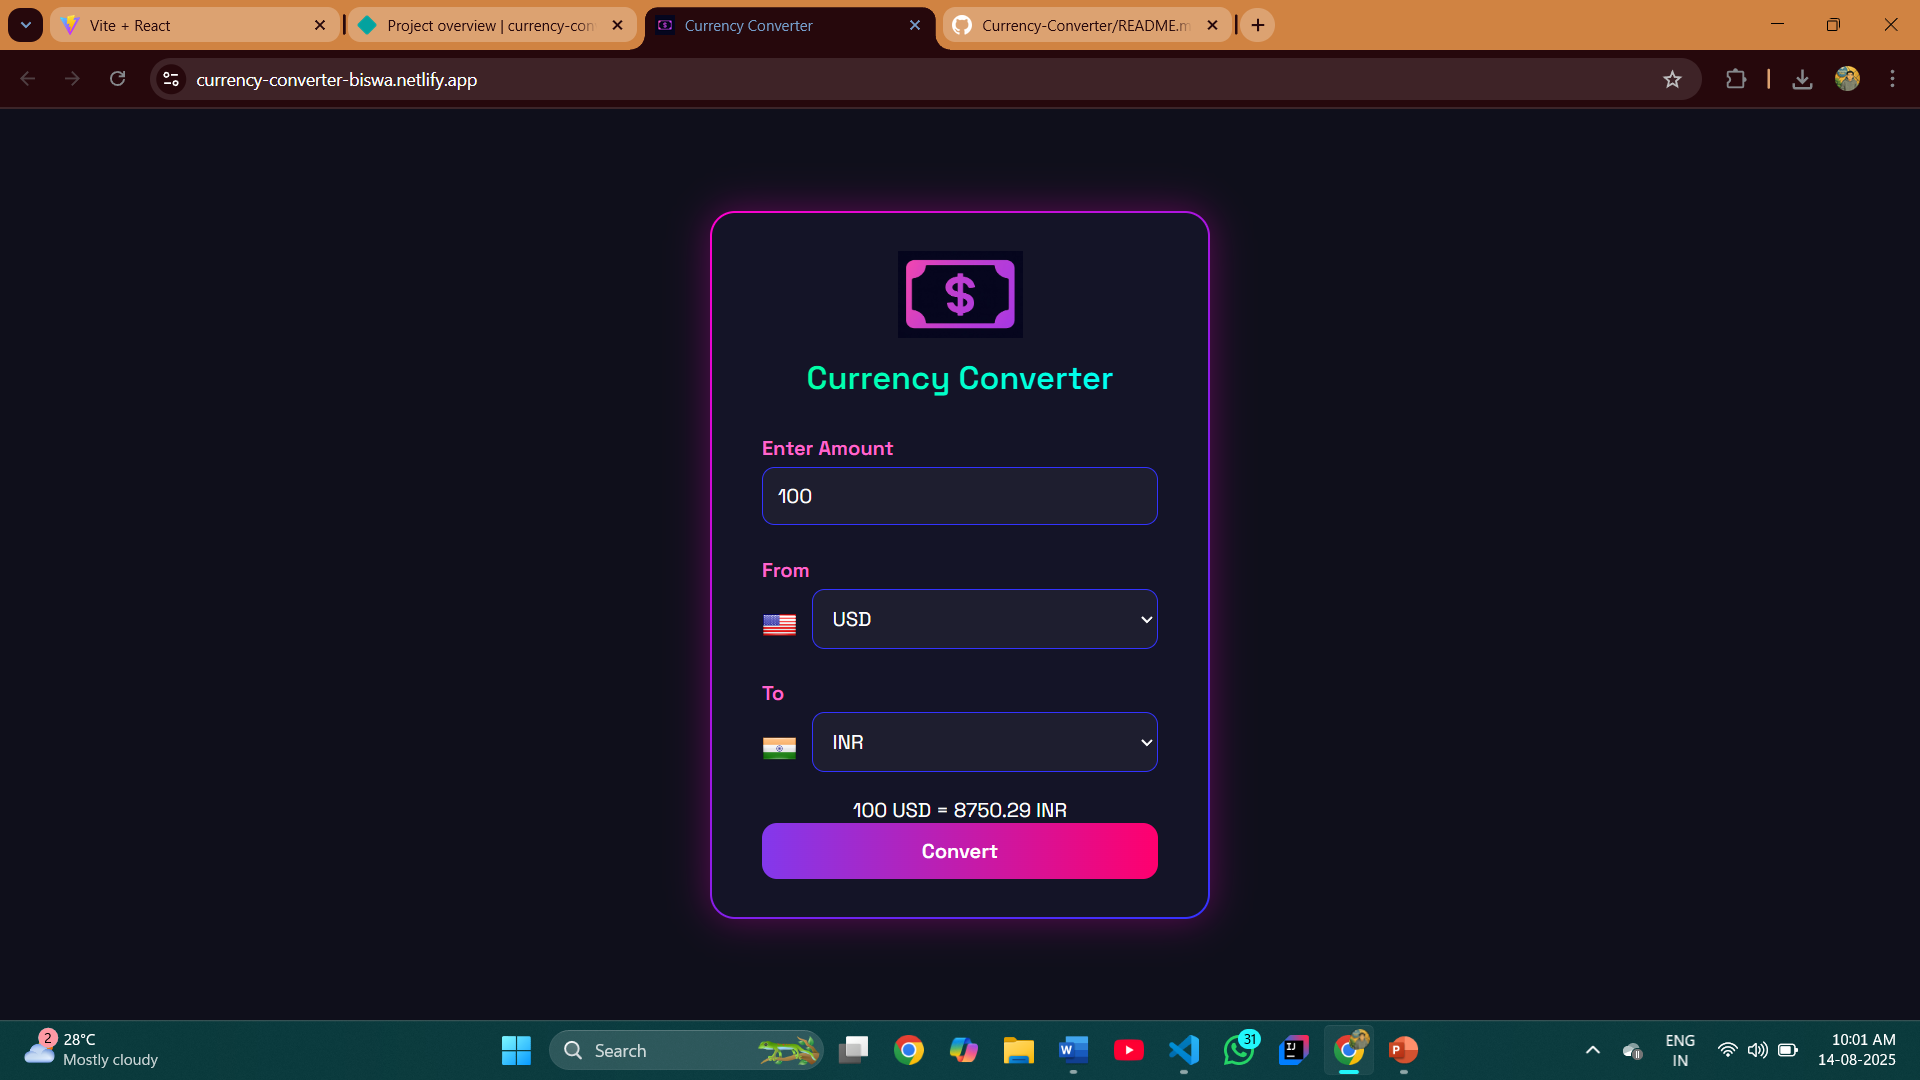 Vite + React
Project overview | currency-con
Currency Converter
Currency-Converter/README.m
currency-converter-biswa.netlify.app
$
Currency Converter
Enter Amount
100
From
USD
To
INR
100 USD = 8750.29 INR
Convert
2
28°C
Mostly cloudy
Search
W
31
IJ
P
ENG
IN
10:01 AM
14-08-2025